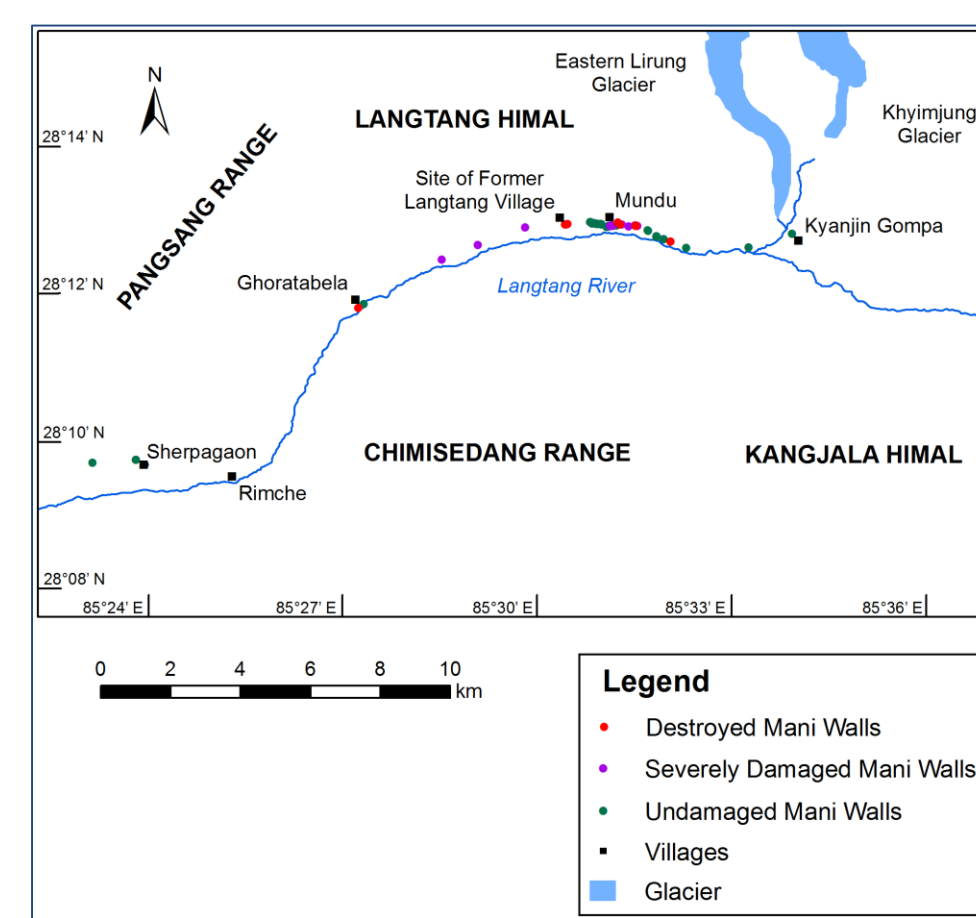 Eastern Lirung
Glacier
N
Khyimjung
Glacier
LANGTANG HIMAL
28°14' N
PANGSANG RANGE
Site of Former
Langtang Village
Mundu
Kyanjin Gompa
Ghoratabela
Langtang River
28°12' N
28°10' N
Sherpagaon
CHIMISEDANG RANGE
KANGJALA HIMAL
Rimche
28°08' N
85°24' E
85°27' E
85°30' E
85°33' E
85°36' E
0 2 4 6 8 10
km
Legend
Destroyed Mani Walls
Severely Damaged Mani Walls
Undamaged Mani Walls
Villages
Glacier